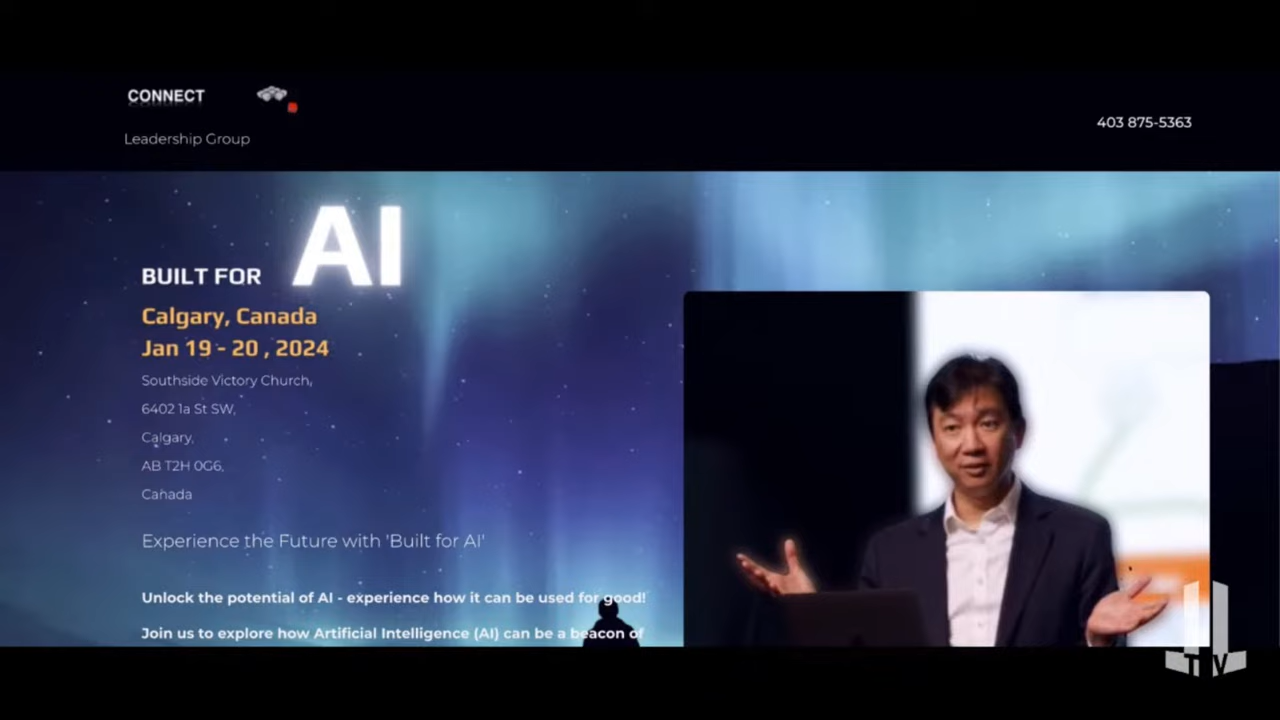 CONNECT
Leadership Group
403 875-5363
BUILT FOR AI
Calgary, Canada
Jan 19 - 20 , 2024
Southside Victory Church,
6402 1a St SW,
Calgary,
AB T2H 0G6,
Canada
Experience the Future with 'Built for AI'
Unlock the potential of AI - experience how it can be used for good!
Join us to explore how Artificial Intelligence (AI) can be a beacon of
TV